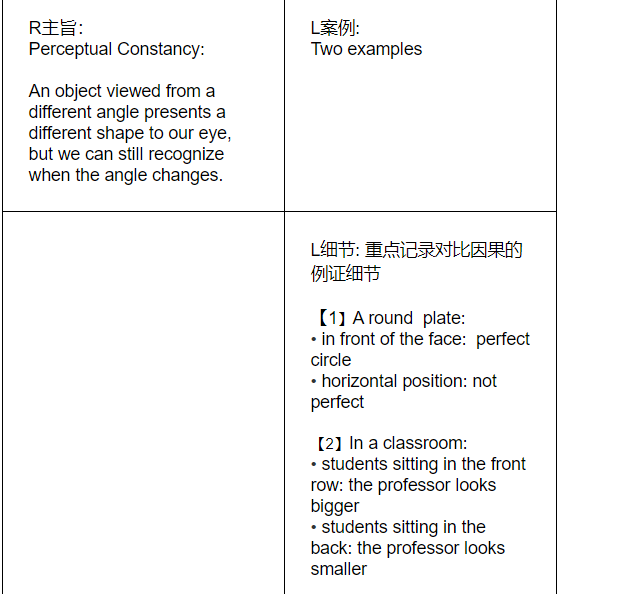 R主旨：
Perceptual Constancy:
An object viewed from a
different angle presents a
different shape to our eye,
but we can still recognize
when the angle changes.
L案例:
Two examples
L细节: 重点记录对比因果的
例证细节
【1】A round  plate:
• in front of the face:  perfect
circle
• horizontal position: not
perfect
【2】In a classroom:
• students sitting in the front
row: the professor looks
bigger
• students sitting in the
back: the professor looks
smaller